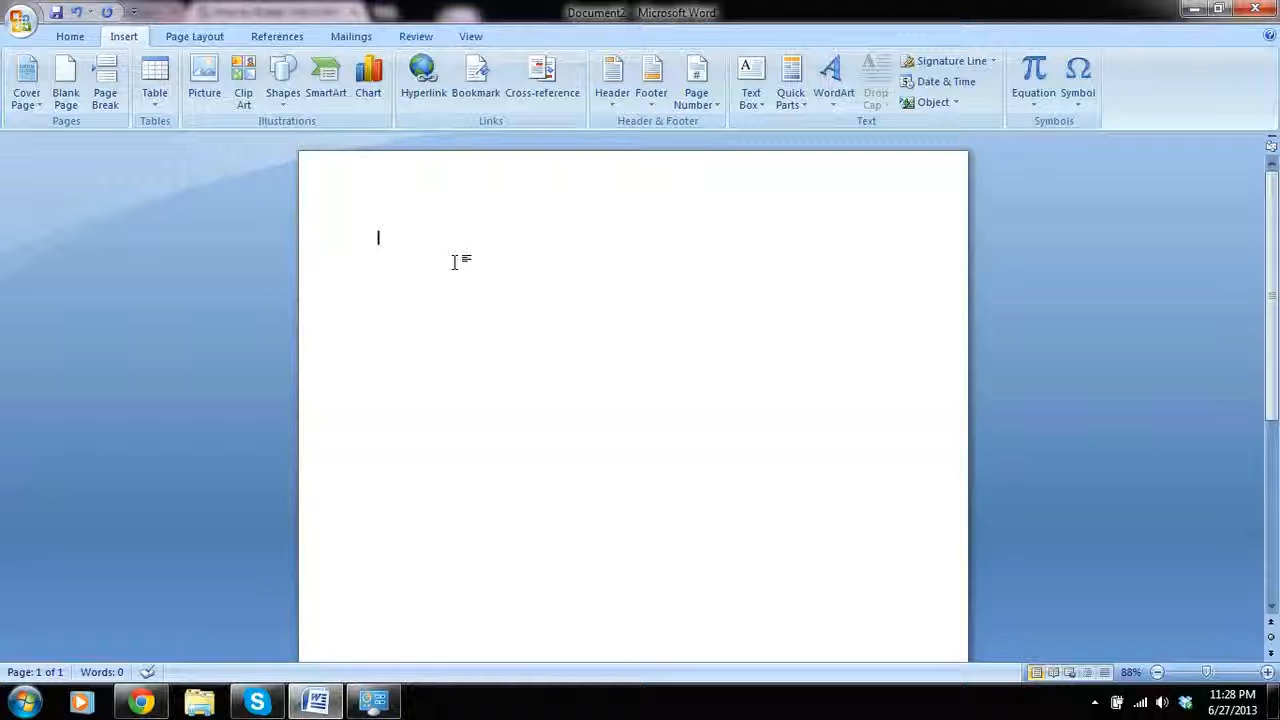 Document2 - Microsoft Word
Home Insert Page Layout References Mailings Review View
Cover Page
Blank Page
Page Break
Pages
Table
Tables
Picture
Clip Art
Shapes
SmartArt
Chart
Illustrations
Hyperlink
Bookmark
Cross-reference
Links
Header
Footer
Page Number
Header & Footer
A
Text Box
Quick Parts
WordArt
Drop Cap
Signature Line
Date & Time
Object
Text
π
Equation
Ω
Symbol
Symbols
Page: 1 of 1 Words: 0
88%
11:28 PM
6/27/2013